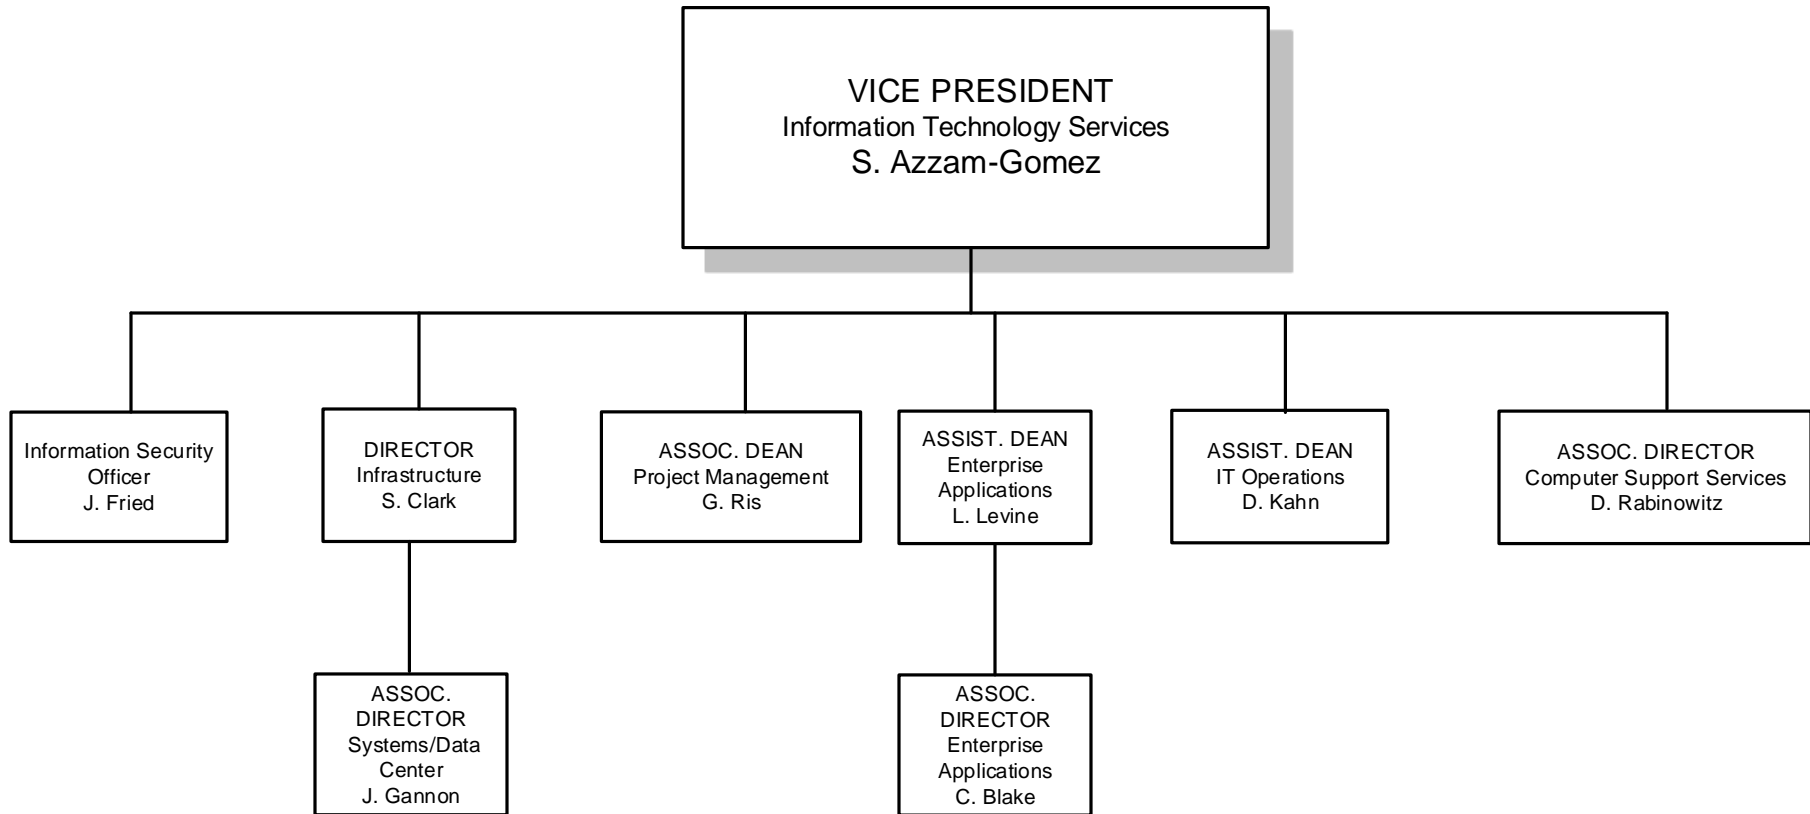 VICE PRESIDENT
Information Technology Services
S. Azzam-Gomez
Information Security
Officer
J. Fried
DIRECTOR
Infrastructure
S. Clark
ASSOC. DEAN
Project Management
G. Ris
ASSIST. DEAN
Enterprise
Applications
L. Levine
ASSIST. DEAN
IT Operations
D. Kahn
ASSOC. DIRECTOR
Computer Support Services
D. Rabinowitz
ASSOC.
DIRECTOR
Systems/Data
Center
J. Gannon
ASSOC.
DIRECTOR
Enterprise
Applications
C. Blake